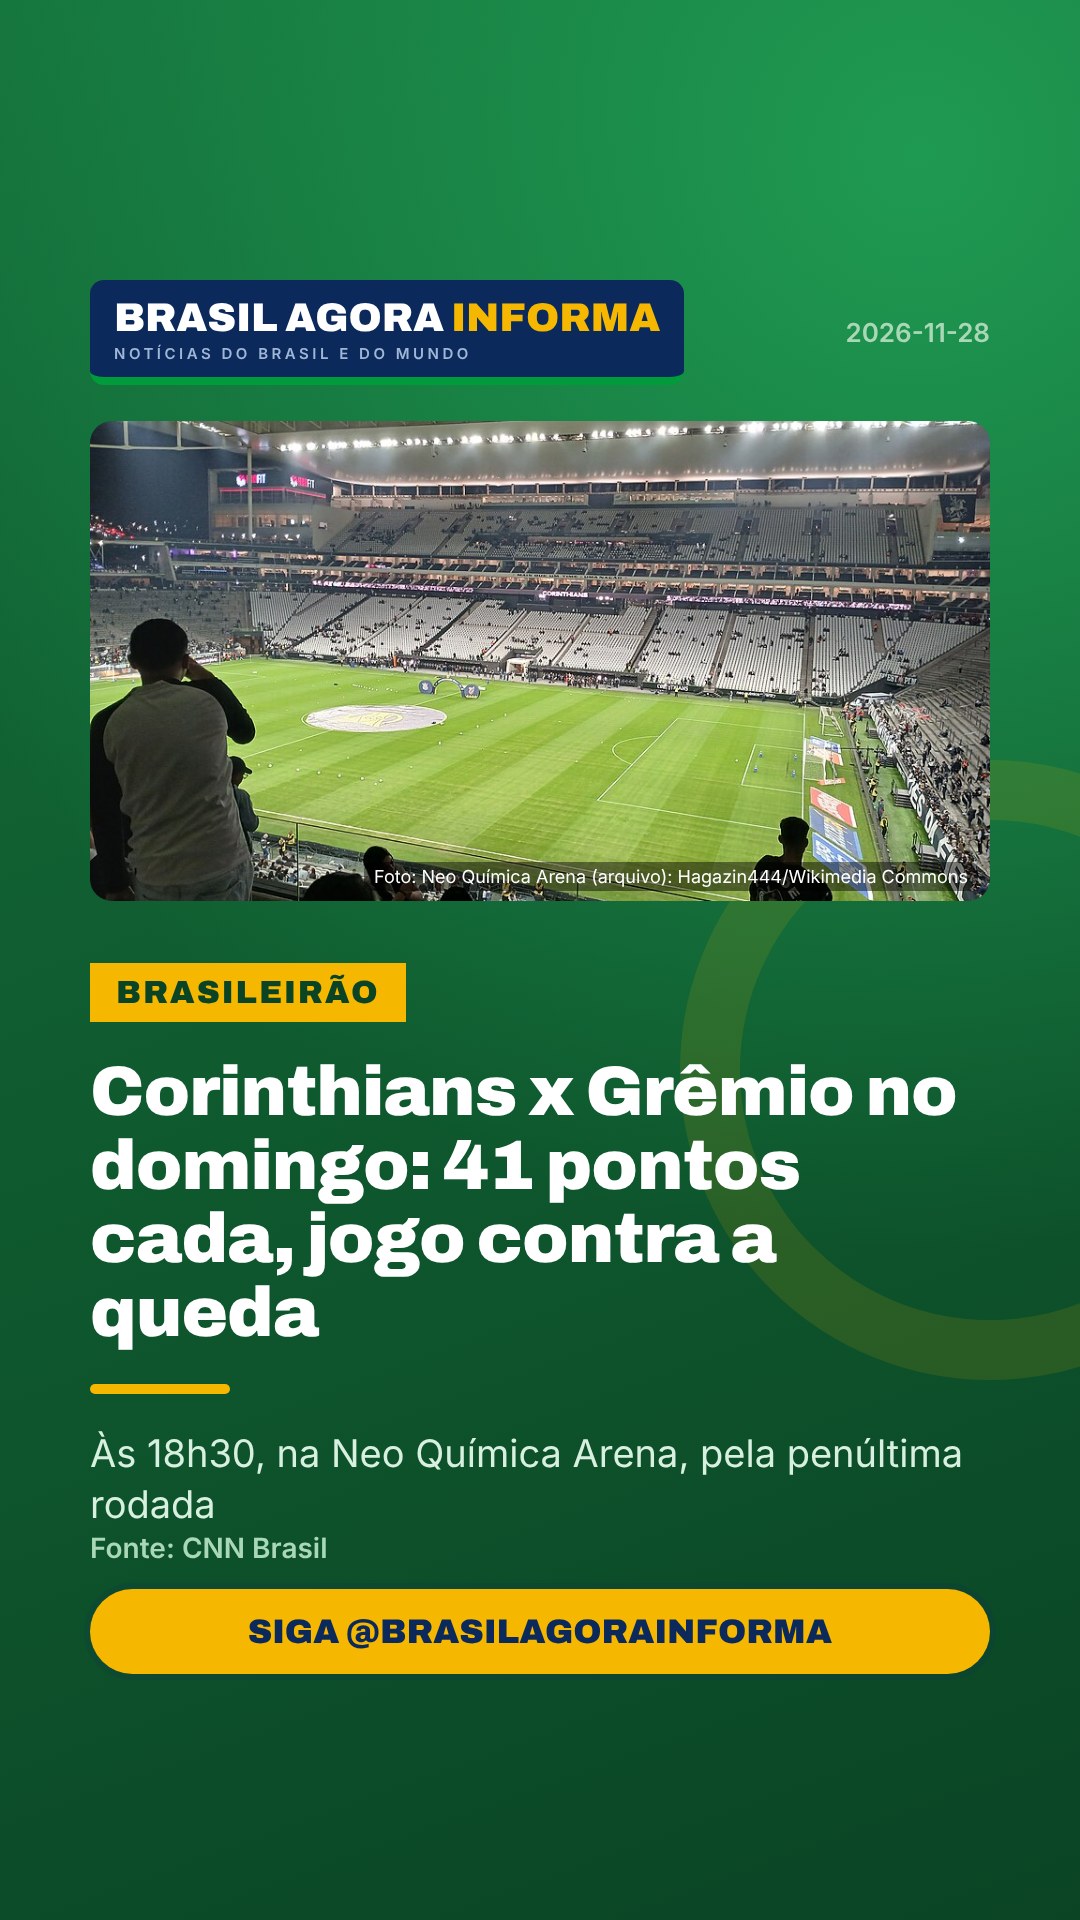 BRASIL AGORA INFORMA
NOTÍCIAS DO BRASIL E DO MUNDO
2026-11-28
CORINTHIANS
Foto: Neo Química Arena (arquivo): Hagazin444/Wikimedia Commons
BRASILEIRÃO
Corinthians x Grêmio no
domingo: 41 pontos
cada, jogo contra a
queda
Às 18h30, na Neo Química Arena, pela penúltima
rodada
Fonte: CNN Brasil
SIGA @BRASILAGORAINFORMA